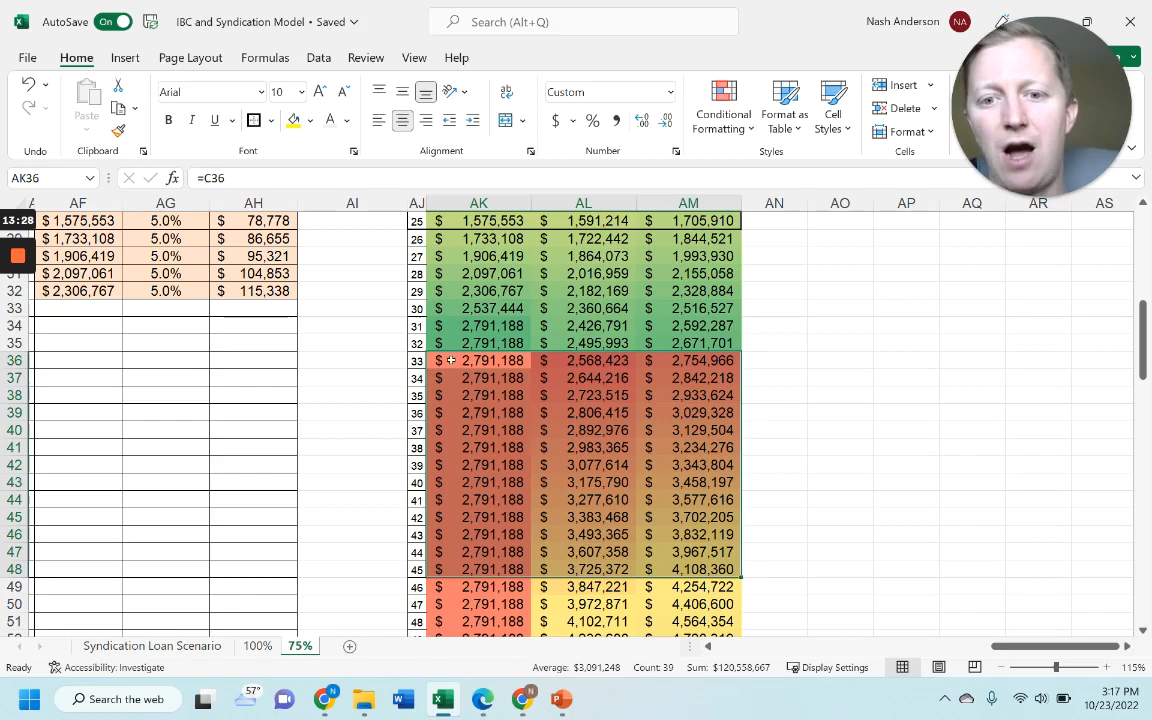 AutoSave On IBC and Syndication Model • Saved Search (Alt+Q) Nash Anderson NA
File Home Insert Page Layout Formulas Data Review View Help
Arial 10 Custom Insert
Paste Conditional Formatting Format as Table Cell Styles Delete
Format
Undo Clipboard Font Alignment Number Styles Cells
AK36 fx =C36
AF AG AH AI AJ AK AL AM AN AO AP AQ AR AS
13:28 $ 1,575,553 5.0% $ 78,778 25 $ 1,575,553 $ 1,591,214 $ 1,705,910
$ 1,733,108 5.0% $ 86,655 26 $ 1,733,108 $ 1,722,442 $ 1,844,521
$ 1,906,419 5.0% $ 95,321 27 $ 1,906,419 $ 1,864,073 $ 1,993,930
31 $ 2,097,061 5.0% $ 104,853 28 $ 2,097,061 $ 2,016,959 $ 2,155,058
32 $ 2,306,767 5.0% $ 115,338 29 $ 2,306,767 $ 2,182,169 $ 2,328,884
33 30 $ 2,537,444 $ 2,360,664 $ 2,516,527
34 31 $ 2,791,188 $ 2,426,791 $ 2,592,287
35 32 $ 2,791,188 $ 2,495,993 $ 2,671,701
36 33 $ 2,791,188 $ 2,568,423 $ 2,754,966
37 34 $ 2,791,188 $ 2,644,216 $ 2,842,218
38 35 $ 2,791,188 $ 2,723,515 $ 2,933,624
39 36 $ 2,791,188 $ 2,806,415 $ 3,029,328
40 37 $ 2,791,188 $ 2,892,976 $ 3,129,504
41 38 $ 2,791,188 $ 2,983,365 $ 3,234,276
42 39 $ 2,791,188 $ 3,077,614 $ 3,343,804
43 40 $ 2,791,188 $ 3,175,790 $ 3,458,197
44 41 $ 2,791,188 $ 3,277,610 $ 3,577,616
45 42 $ 2,791,188 $ 3,383,468 $ 3,702,205
46 43 $ 2,791,188 $ 3,493,365 $ 3,832,119
47 44 $ 2,791,188 $ 3,607,358 $ 3,967,517
48 45 $ 2,791,188 $ 3,725,372 $ 4,108,360
49 46 $ 2,791,188 $ 3,847,221 $ 4,254,722
50 47 $ 2,791,188 $ 3,972,871 $ 4,406,600
51 48 $ 2,791,188 $ 4,102,711 $ 4,564,354
Syndication Loan Scenario 100% 75%
Ready Accessibility: Investigate Average: $3,091,248 Count: 39 Sum: $120,558,667 Display Settings 115%
Search the web 57° 3:17 PM
10/23/2022